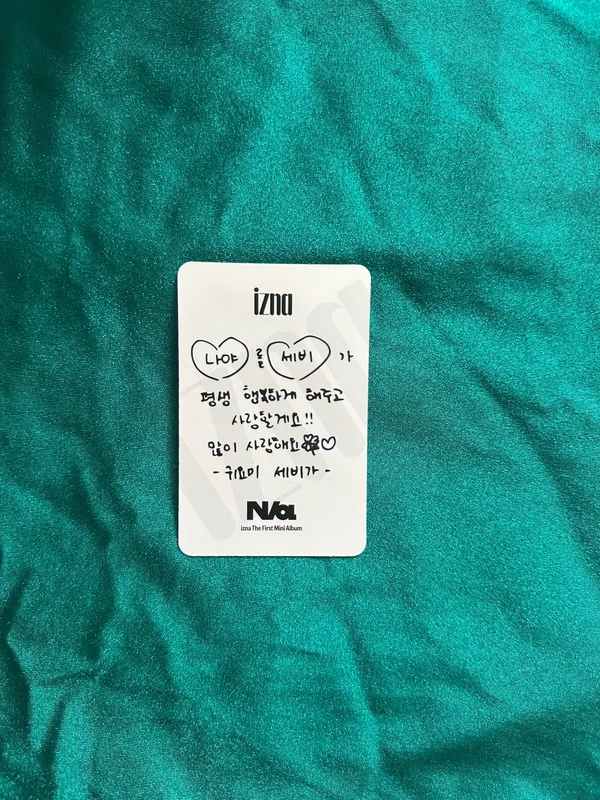 izna
나야를 세비가
평생 행복하게 해주고
사랑할게요!!
많이 사랑해요
- 귀요미 세비가 -
N/a
izna The First Mini Album